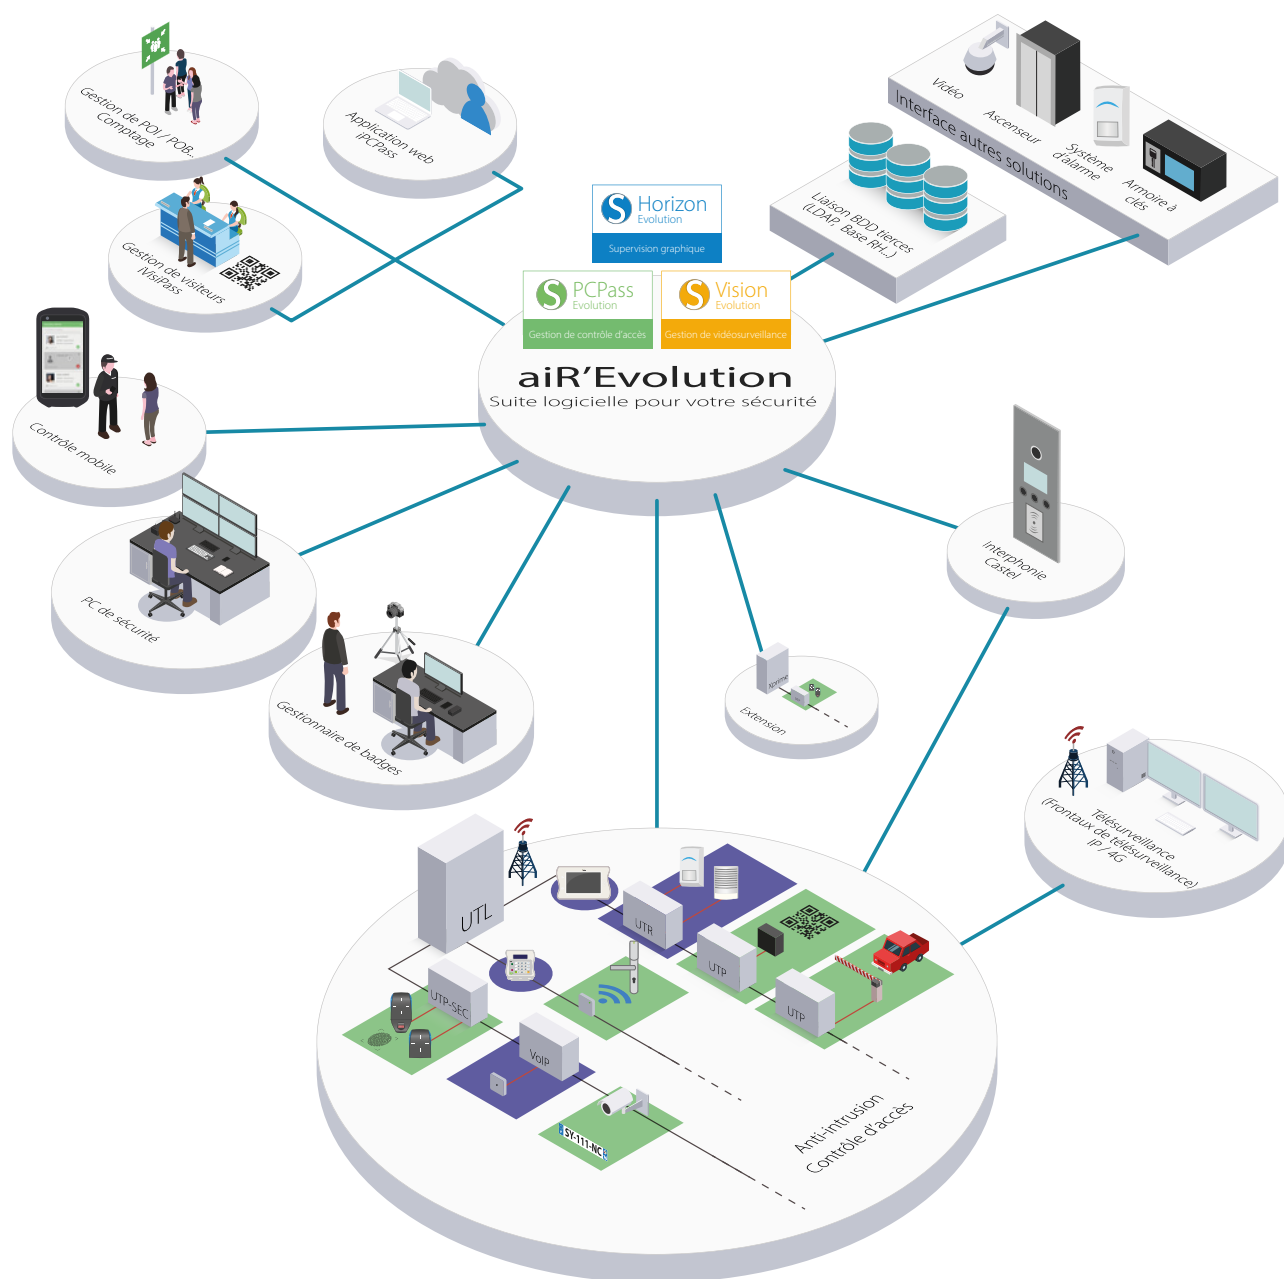 Gestion de POI / POB...
Comptage
Application web
iPCPass
Vidéo
Ascenseur
Système
d'alarme
Armoire à
clés
Interface autres solutions
Liaison BDD tierces
(LDAP, Base RH...)
Gestion de visiteurs
iVisiPass
S Horizon
Evolution
Supervision graphique
S PCPass
Evolution
Gestion de contrôle d'accès
S Vision
Evolution
Gestion de vidéosurveillance
aiR'Evolution
Suite logicielle pour votre sécurité
Contrôle mobile
PC de sécurité
Gestionnaire de badges
Interphonie
Castel
Xprime
Extension
Télésurveillance
(Frontaux de télésurveillance)
IP / 4G
UTL
UTR
UTP
UTP
UTP-SEC
VoIP
SY-111-NC
Anti-intrusion
Contrôle d'accès